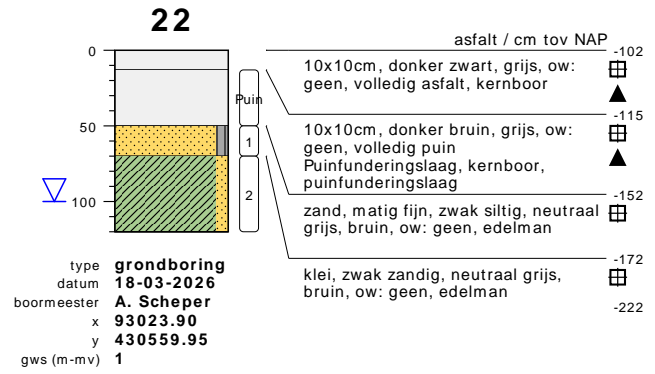 22
asfalt / cm tov NAP
0
-102
10x10cm, donker zwart, grijs, ow:
geen, volledig asfalt, kernboor
Puin
-115
50
10x10cm, donker bruin, grijs, ow:
geen, volledig puin
Puinfunderingslaag, kernboor,
puinfunderingslaag
1
-152
100
2
zand, matig fijn, zwak siltig, neutraal
grijs, bruin, ow: geen, edelman
-172
klei, zwak zandig, neutraal grijs,
bruin, ow: geen, edelman
-222
type grondboring
datum 18-03-2026
boormeester A. Scheper
x 93023.90
y 430559.95
gws (m-mv) 1